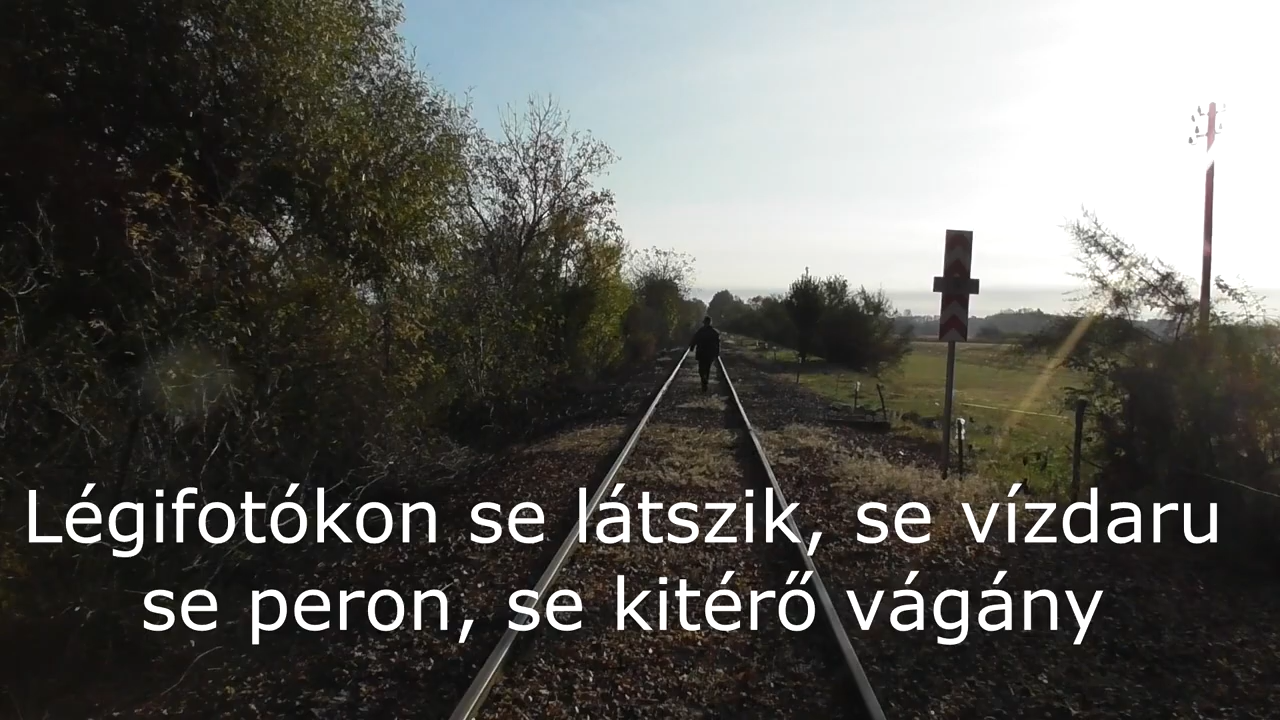 Légifotókon se látszik, se vízdaru
se peron, se kitérő vágány